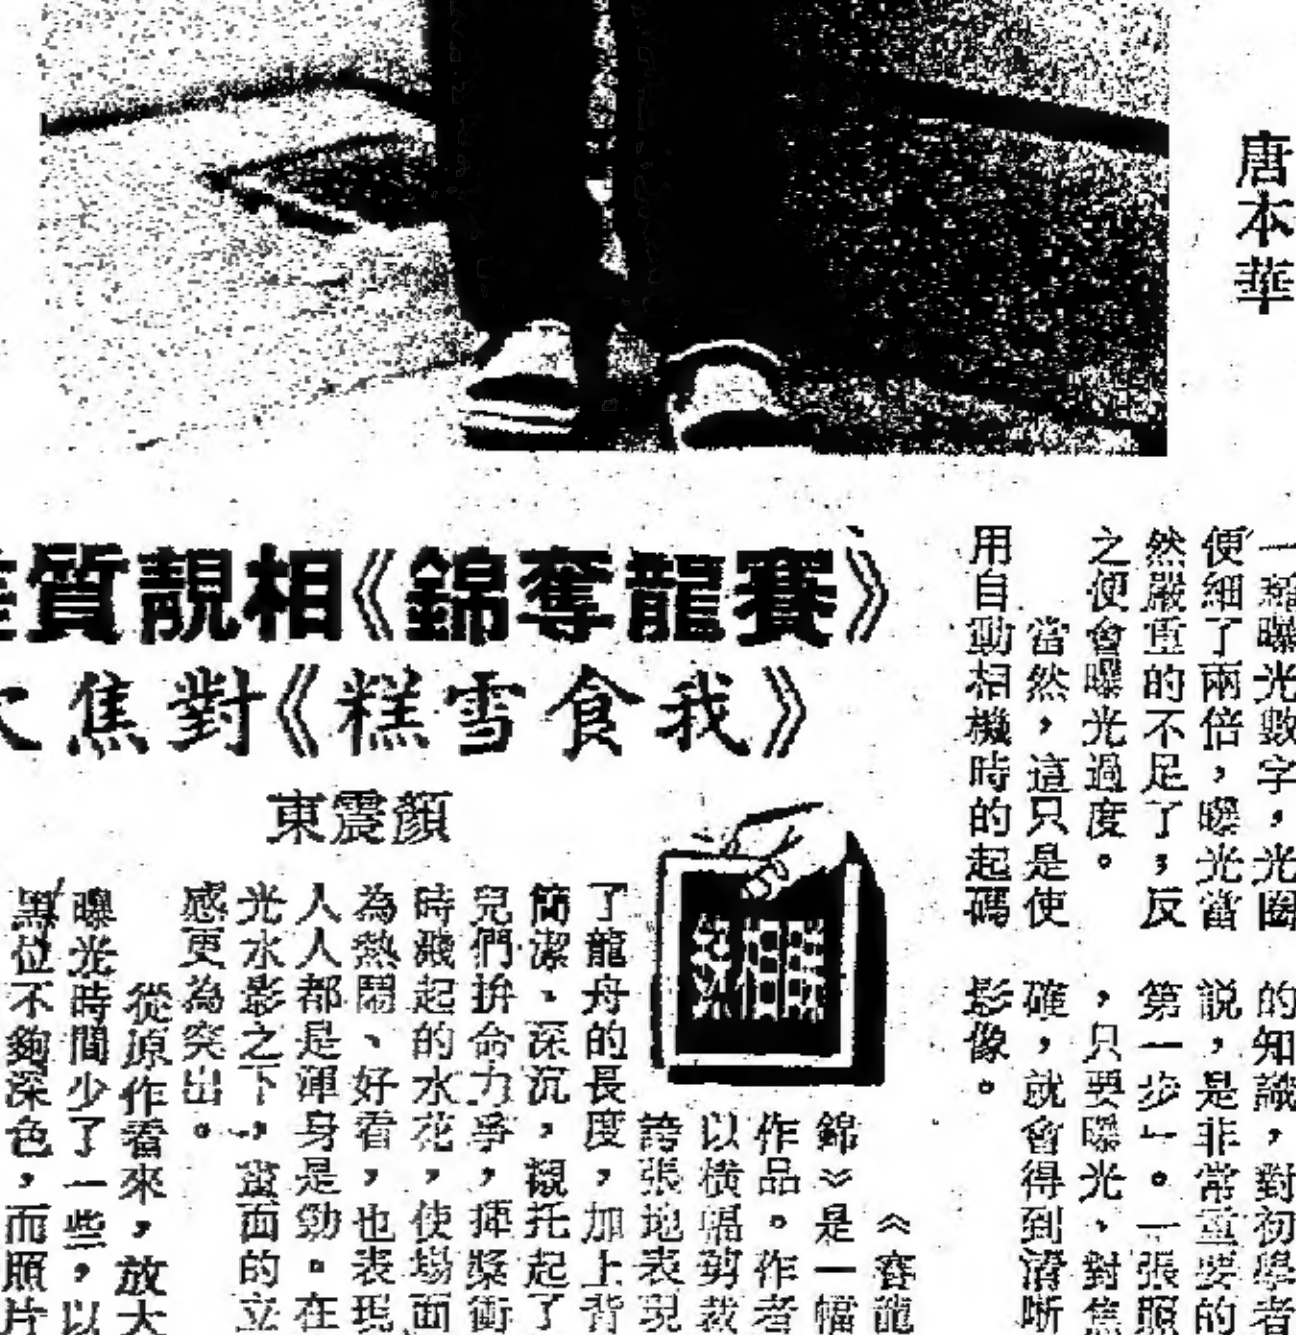 唐本華
一曝光數字，光圈
便細了兩倍，曝光當
然嚴重的不足了；反
之便會曝光過度。
當然，這只是使
用自動相機時的起碼
的知識，對初學者
説，是非常重要的
第一步。一張照
，只要曝光、對焦
確，就會得到清晰
影像。
《賽龍奪錦》相靚質差
《我食雪糕》對焦欠
顏震東
《賽龍
錦》是一幅
作品。作者
以橫幅剪裁
誇張地表現
了龍舟的長度，加上背
簡潔、深沉，襯托起了
兒們拚命力爭，揮槳衝
時濺起的水花，使場面
為熱鬧、好看，也表現
人人都是渾身是勁。在
光水影之下，畫面的立
感更為突出。
從原作看來，放大
曝光時間少了一些，以
黑位不夠深色，而照片